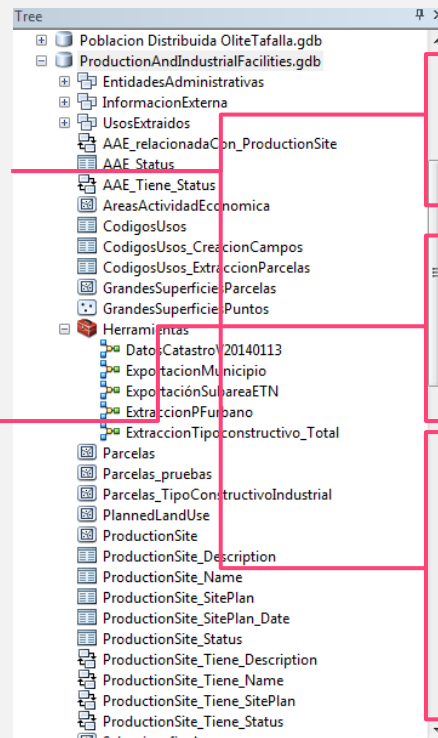 Tree
Poblacion Distribuida OliteTafalla.gdb
ProductionAndIndustrialFacilities.gdb
EntidadesAdministrativas
InformacionExterna
UsosExtraidos
AAE_relacionadaCon_ProductionSite
AAE_Status
AAE_Tiene_Status
AreasActividadEconomica
CodigosUsos
CodigosUsos_CreacionCampos
CodigosUsos_ExtraccionParcelas
GrandesSuperficiesParcelas
GrandesSuperficiesPuntos
Herramientas
DatosCatastroV20140113
ExportacionMunicipio
ExportaciónSubareaETN
ExtraccionPFurbano
ExtraccionTipoconstructivo_Total
Parcelas
Parcelas_pruebas
Parcelas_TipoConstructivoIndustrial
PlannedLandUse
ProductionSite
ProductionSite_Description
ProductionSite_Name
ProductionSite_SitePlan
ProductionSite_SitePlan_Date
ProductionSite_Status
ProductionSite_Tiene_Description
ProductionSite_Tiene_Name
ProductionSite_Tiene_SitePlan
ProductionSite_Tiene_Status